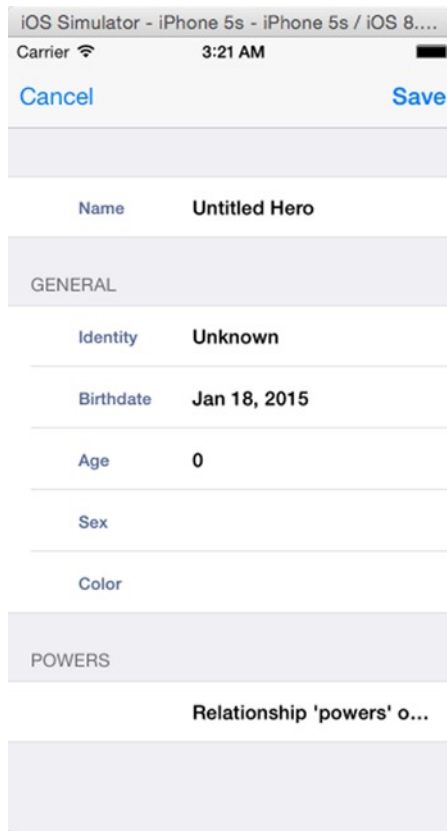 iOS Simulator - iPhone 5s - iPhone 5s / iOS 8....
Carrier 3:21 AM
Cancel Save
Name Untitled Hero
GENERAL
Identity Unknown
Birthdate Jan 18, 2015
Age 0
Sex
Color
POWERS
Relationship 'powers' o...